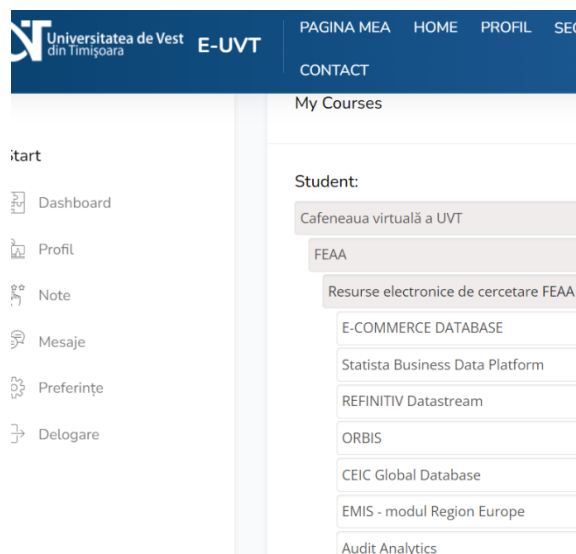 Universitatea de Vest
din Timișoara
E-UVT
PAGINA MEA HOME PROFIL
CONTACT
My Courses
Start
Dashboard
Profil
Note
Mesaje
Preferințe
Delogare
Student:
Cafeneaua virtuală a UVT
FEAA
Resurse electronice de cercetare FEAA
E-COMMERCE DATABASE
Statista Business Data Platform
REFINITIV Datastream
ORBIS
CEIC Global Database
EMIS - modul Region Europe
Audit Analytics